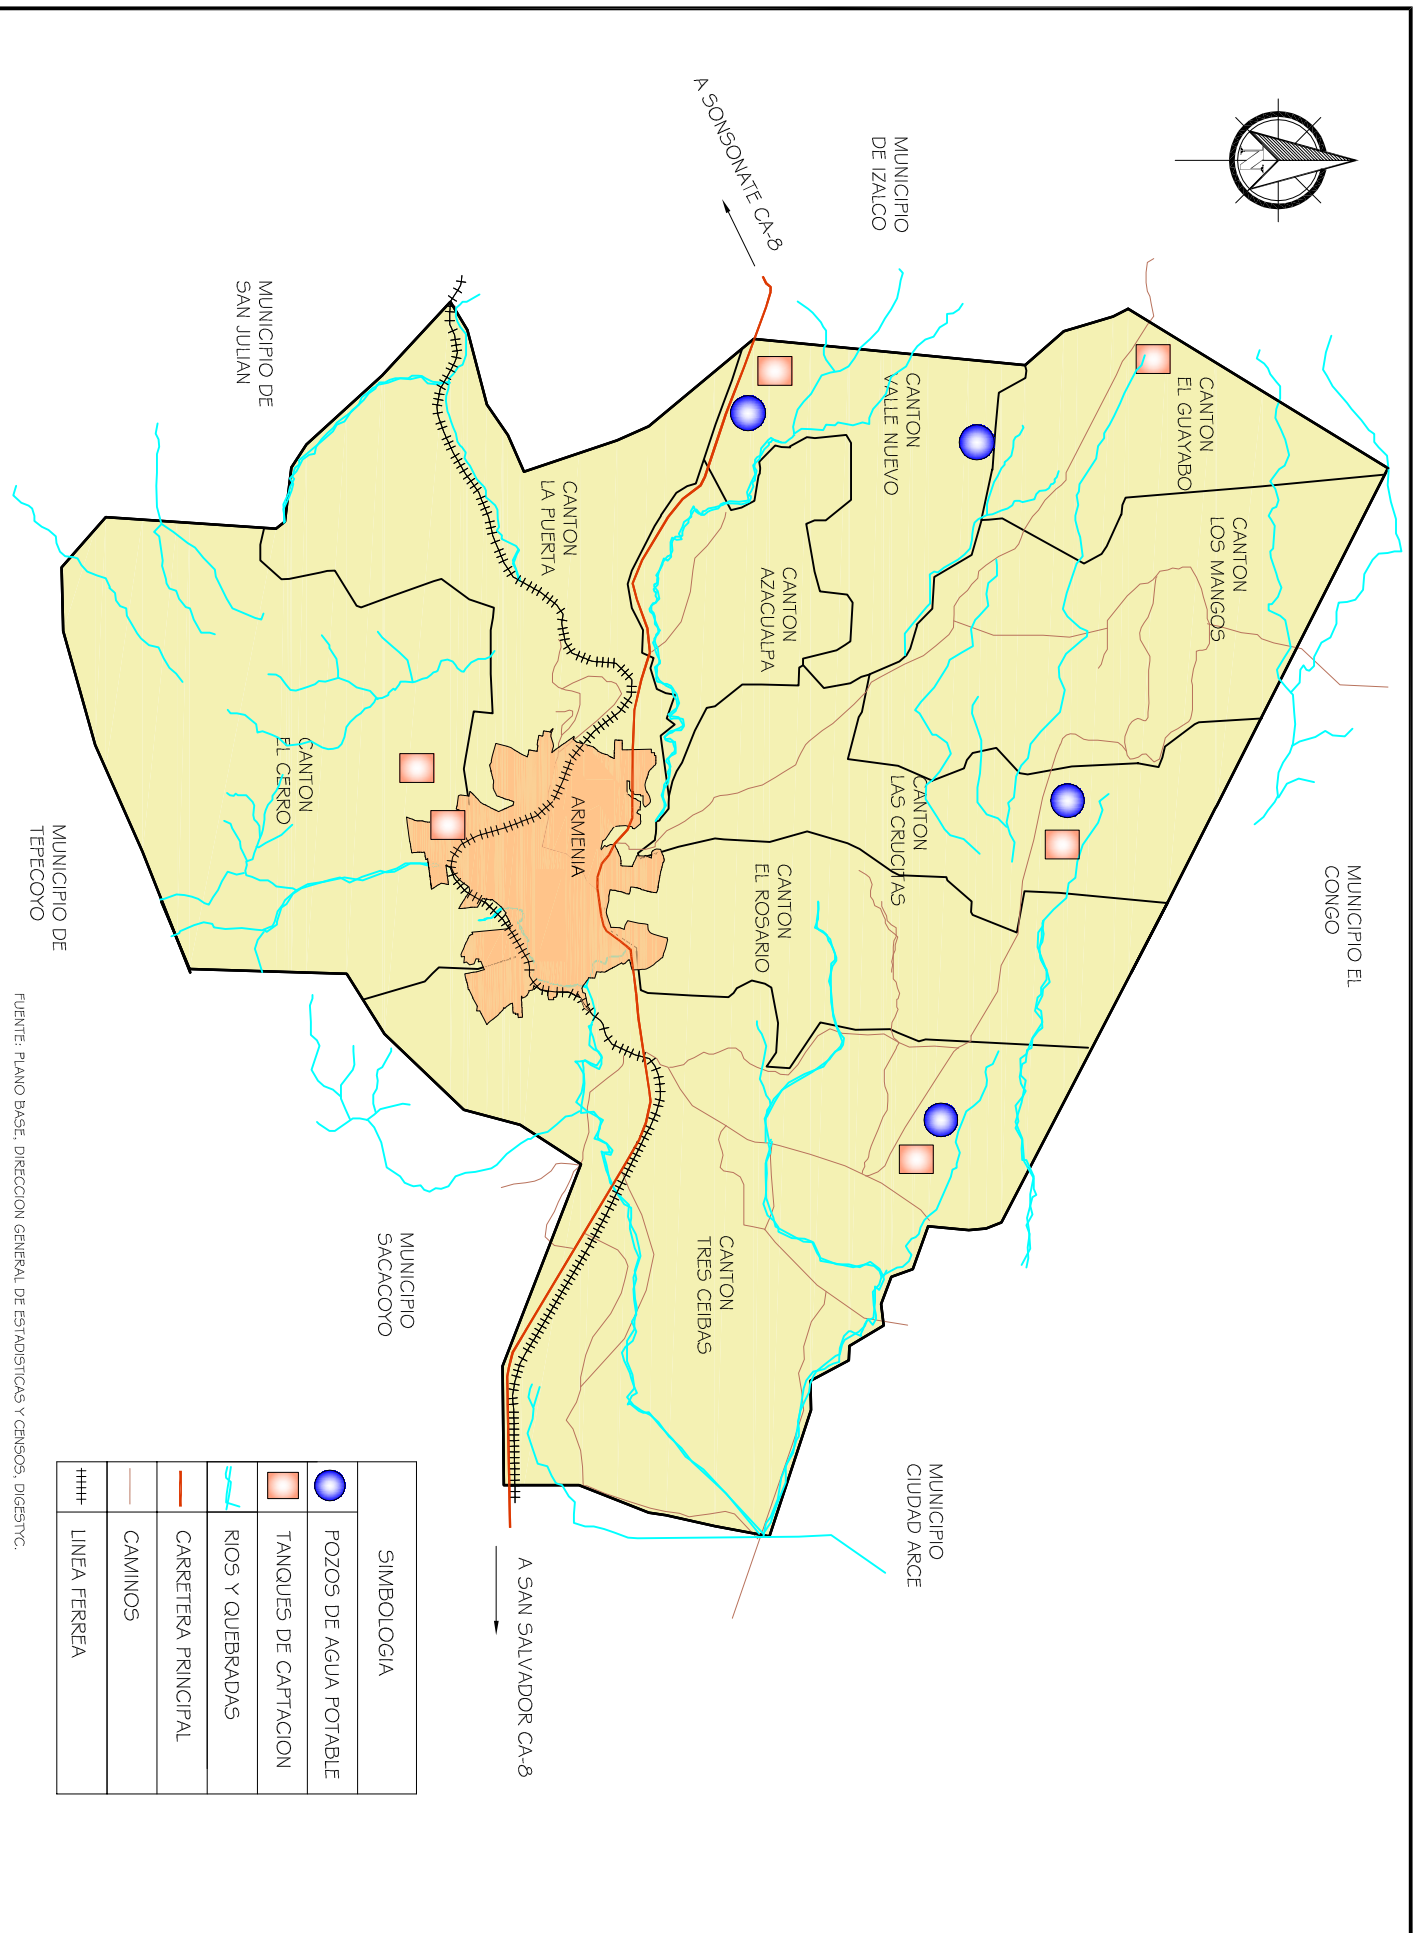 MUNICIPIO EL
CONGO
MUNICIPIO
DE IZALCO
A SONSONATE CA-8
CANTON
EL GUAYABO
CANTON
LOS MANGOS
CANTON
VALLE NUEVO
CANTON
AZACUALPA
CANTON
LAS CRUCITAS
CANTON
EL ROSARIO
CANTON
TRES CEIBAS
CANTON
LA PUERTA
ARMENIA
CANTON
EL CERRO
MUNICIPIO
CIUDAD ARCE
MUNICIPIO DE
SAN JULIAN
MUNICIPIO
SACACOYO
MUNICIPIO DE
TEPECOYO
A SAN SALVADOR CA-8
SIMBOLOGIA
POZOS DE AGUA POTABLE
TANQUES DE CAPTACION
RIOS Y QUEBRADAS
CARRETERA PRINCIPAL
CAMINOS
LINEA FERREA
FUENTE: PLANO BASE, DIRECCION GENERAL DE ESTADISTICAS Y CENSOS, DIGESTYC.